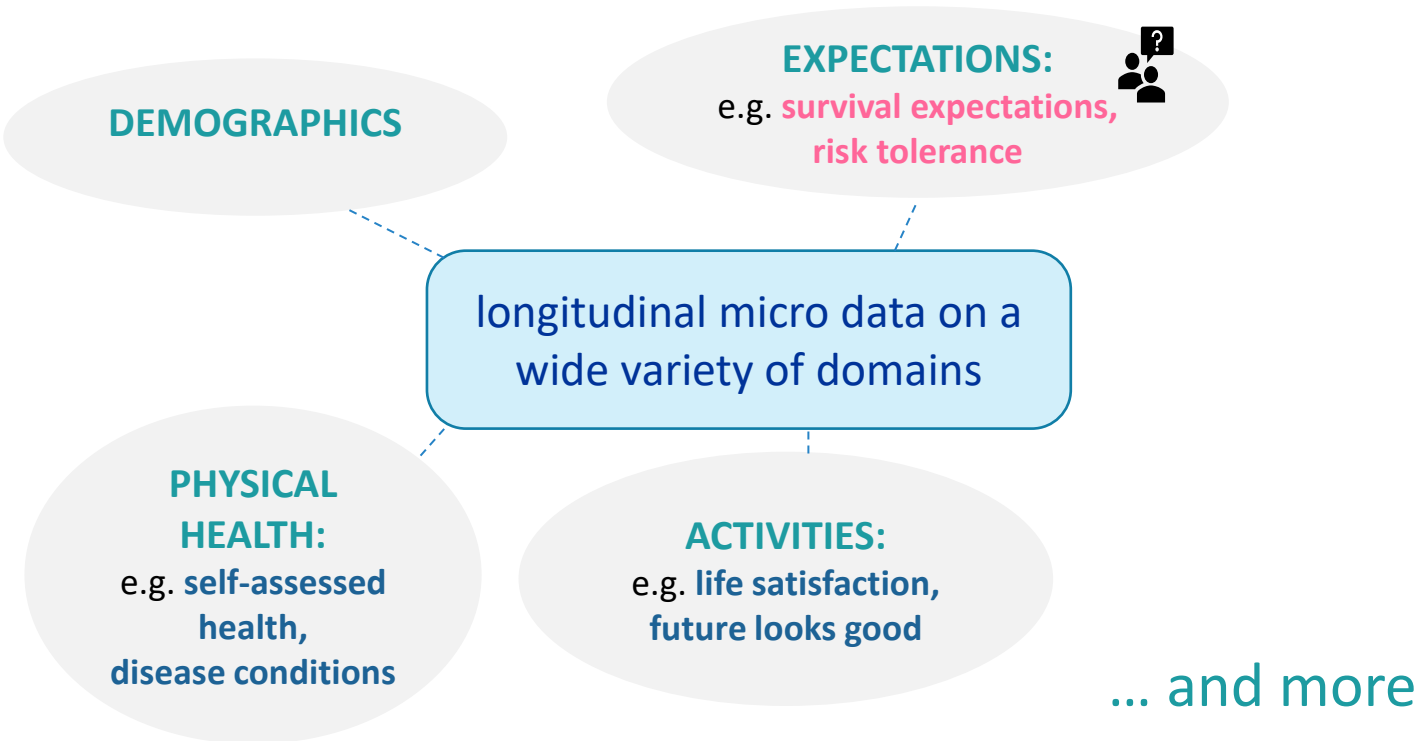 DEMOGRAPHICS
EXPECTATIONS:
e.g. survival expectations,
risk tolerance
?
longitudinal micro data on a
wide variety of domains
PHYSICAL
HEALTH:
e.g. self-assessed
health,
disease conditions
ACTIVITIES:
e.g. life satisfaction,
future looks good
... and more